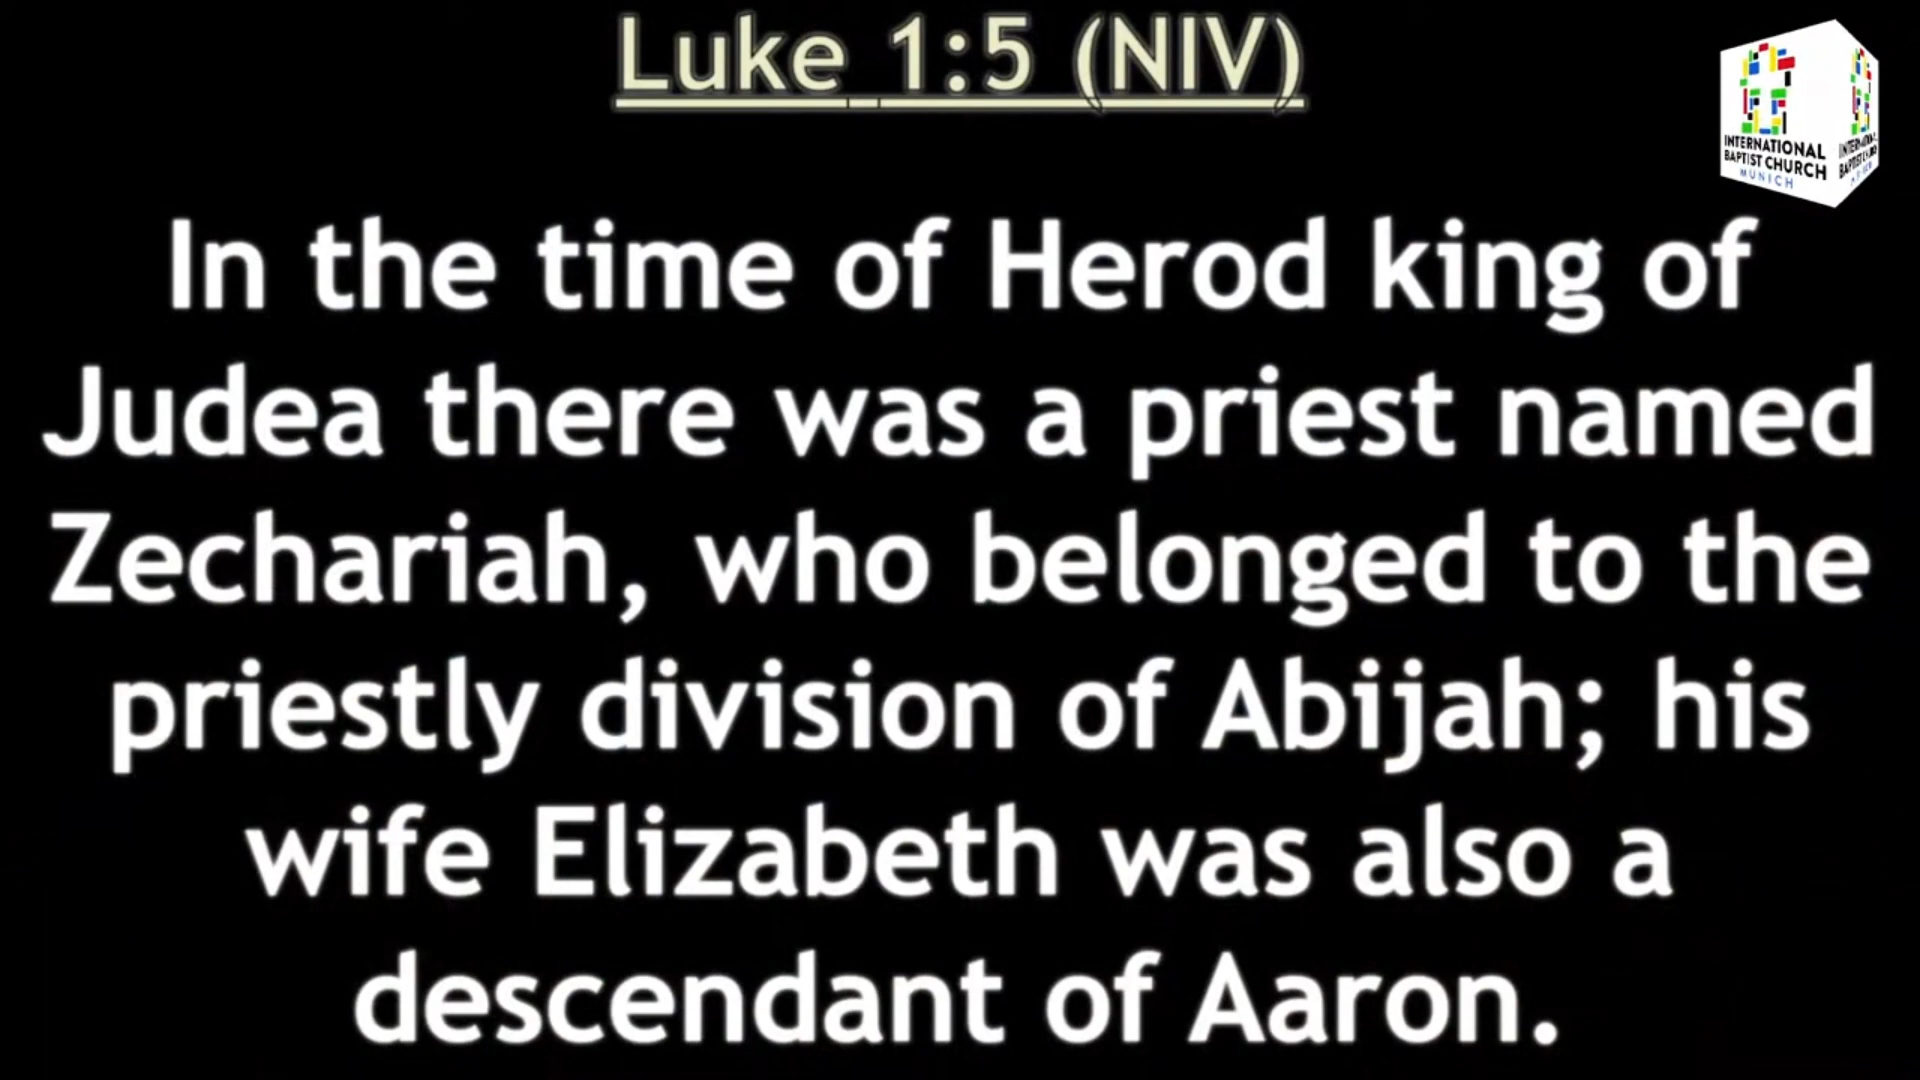 Luke 1:5 (NIV)
INTERNATIONAL
BAPTIST CHURCH
MUNICH
In the time of Herod king of
Judea there was a priest named
Zechariah, who belonged to the
priestly division of Abijah; his
wife Elizabeth was also a
descendant of Aaron.